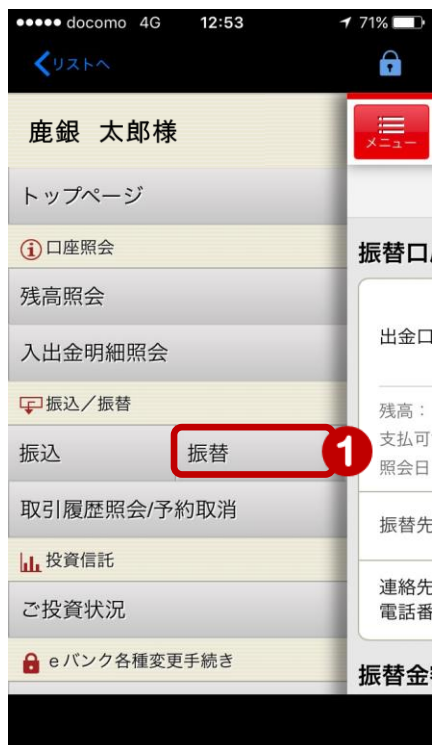 docomo 4G 12:53 71%
リストへ
鹿銀 太郎様
メニュー
トップページ
口座照会
振替口
残高照会
出金口
入出金明細照会
残高：
振込／振替
支払可
振込 振替 1
照会日
取引履歴照会/予約取消
振替先
投資信託
ご投資状況
連絡先
電話番
eバンク各種変更手続き
振替金